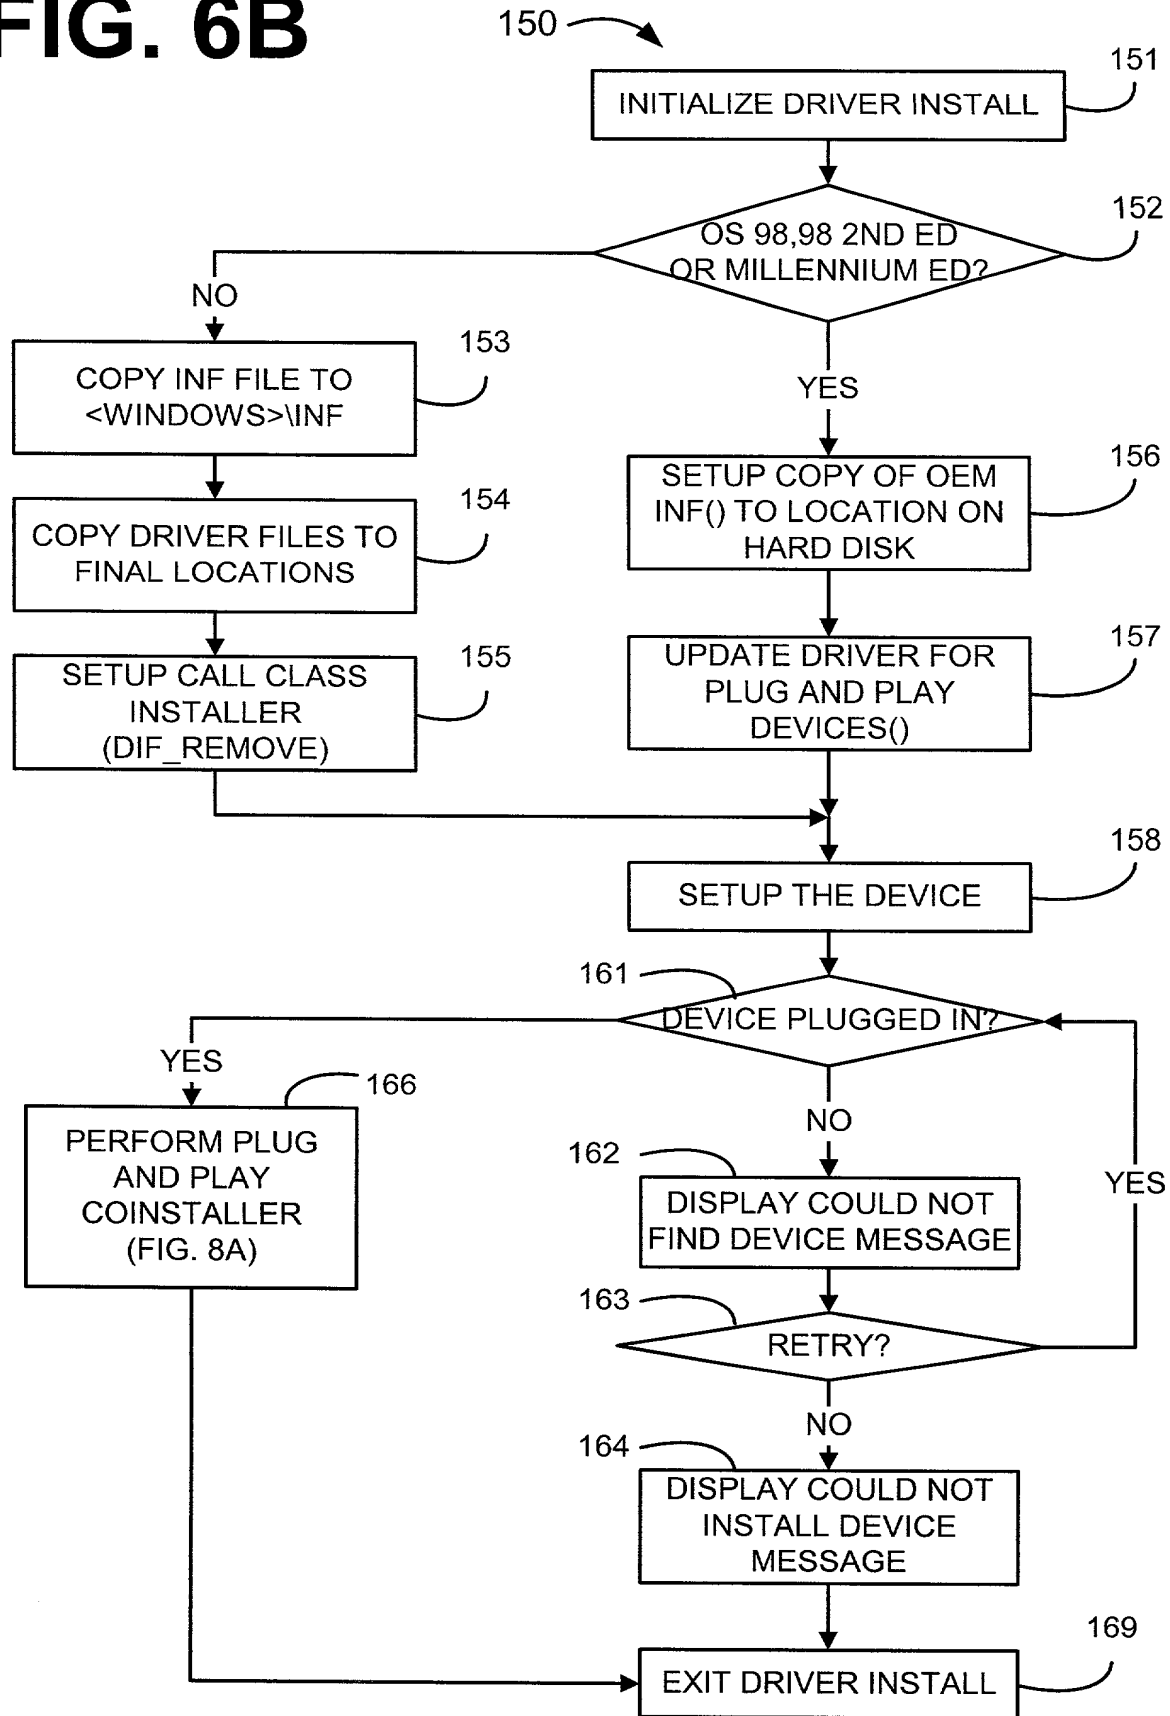 FIG. 6B
150
151
INITIALIZE DRIVER INSTALL
152
OS 98,98 2ND ED
OR MILLENNIUM ED?
NO
YES
153
COPY INF FILE TO
<WINDOWS>\INF
154
COPY DRIVER FILES TO
FINAL LOCATIONS
155
SETUP CALL CLASS
INSTALLER
(DIF_REMOVE)
156
SETUP COPY OF OEM
INF() TO LOCATION ON
HARD DISK
157
UPDATE DRIVER FOR
PLUG AND PLAY
DEVICES()
158
SETUP THE DEVICE
161
DEVICE PLUGGED IN?
YES
NO
166
PERFORM PLUG
AND PLAY
COINSTALLER
(FIG. 8A)
162
DISPLAY COULD NOT
FIND DEVICE MESSAGE
YES
163
RETRY?
NO
164
DISPLAY COULD NOT
INSTALL DEVICE
MESSAGE
169
EXIT DRIVER INSTALL